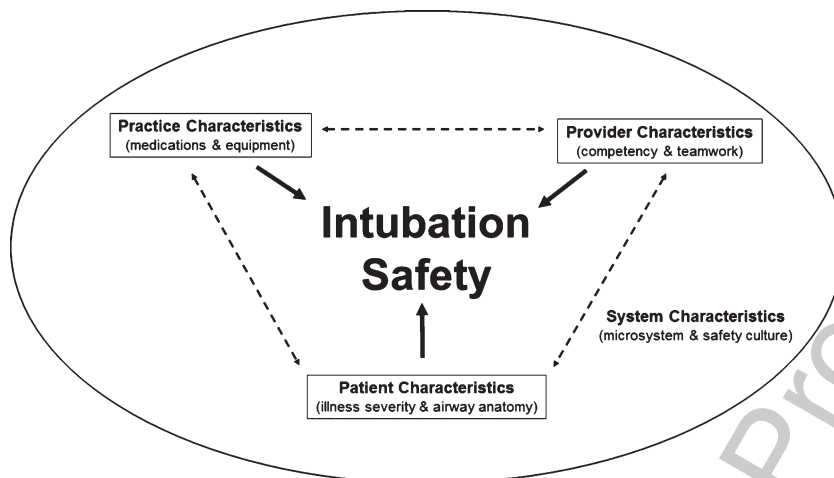 Practice Characteristics
(medications & equipment)
Provider Characteristics
(competency & teamwork)
Intubation
Safety
System Characteristics
(microsystem & safety culture)
Patient Characteristics
(illness severity & airway anatomy)
Pro